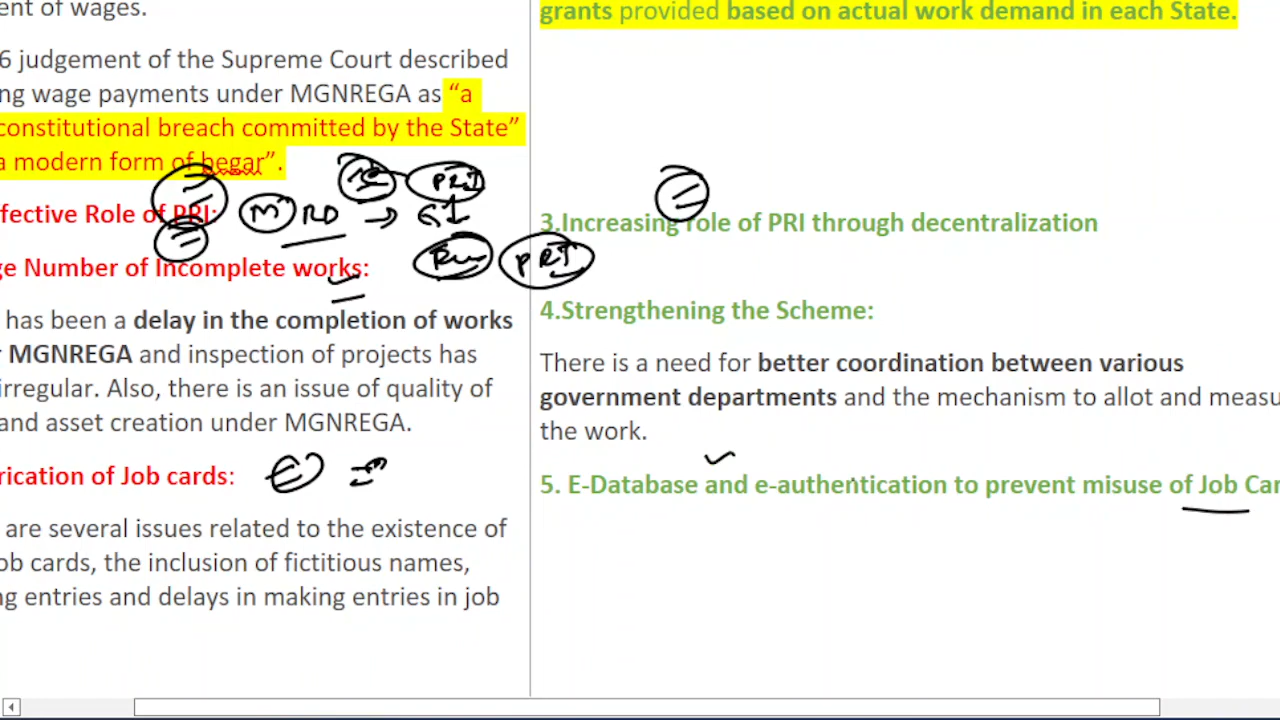 ent of wages.
6 judgement of the Supreme Court described
ng wage payments under MGNREGA as “a
constitutional breach committed by the State”
a modern form of begar”.
ffective Role of PRI:
M RD PRI
PRI
ge Number of Incomplete works:
has been a delay in the completion of works
MGNREGA and inspection of projects has
irregular. Also, there is an issue of quality of
and asset creation under MGNREGA.
rication of Job cards:
are several issues related to the existence of
ob cards, the inclusion of fictitious names,
ng entries and delays in making entries in job
grants provided based on actual work demand in each State.
3.Increasing role of PRI through decentralization
4.Strengthening the Scheme:
There is a need for better coordination between various
government departments and the mechanism to allot and measu
the work.
5. E-Database and e-authentication to prevent misuse of Job Car